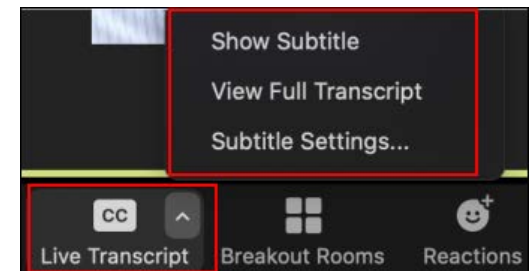 Show Subtitle
View Full Transcript
Subtitle Settings...
CC
Live Transcript Breakout Rooms Reactions